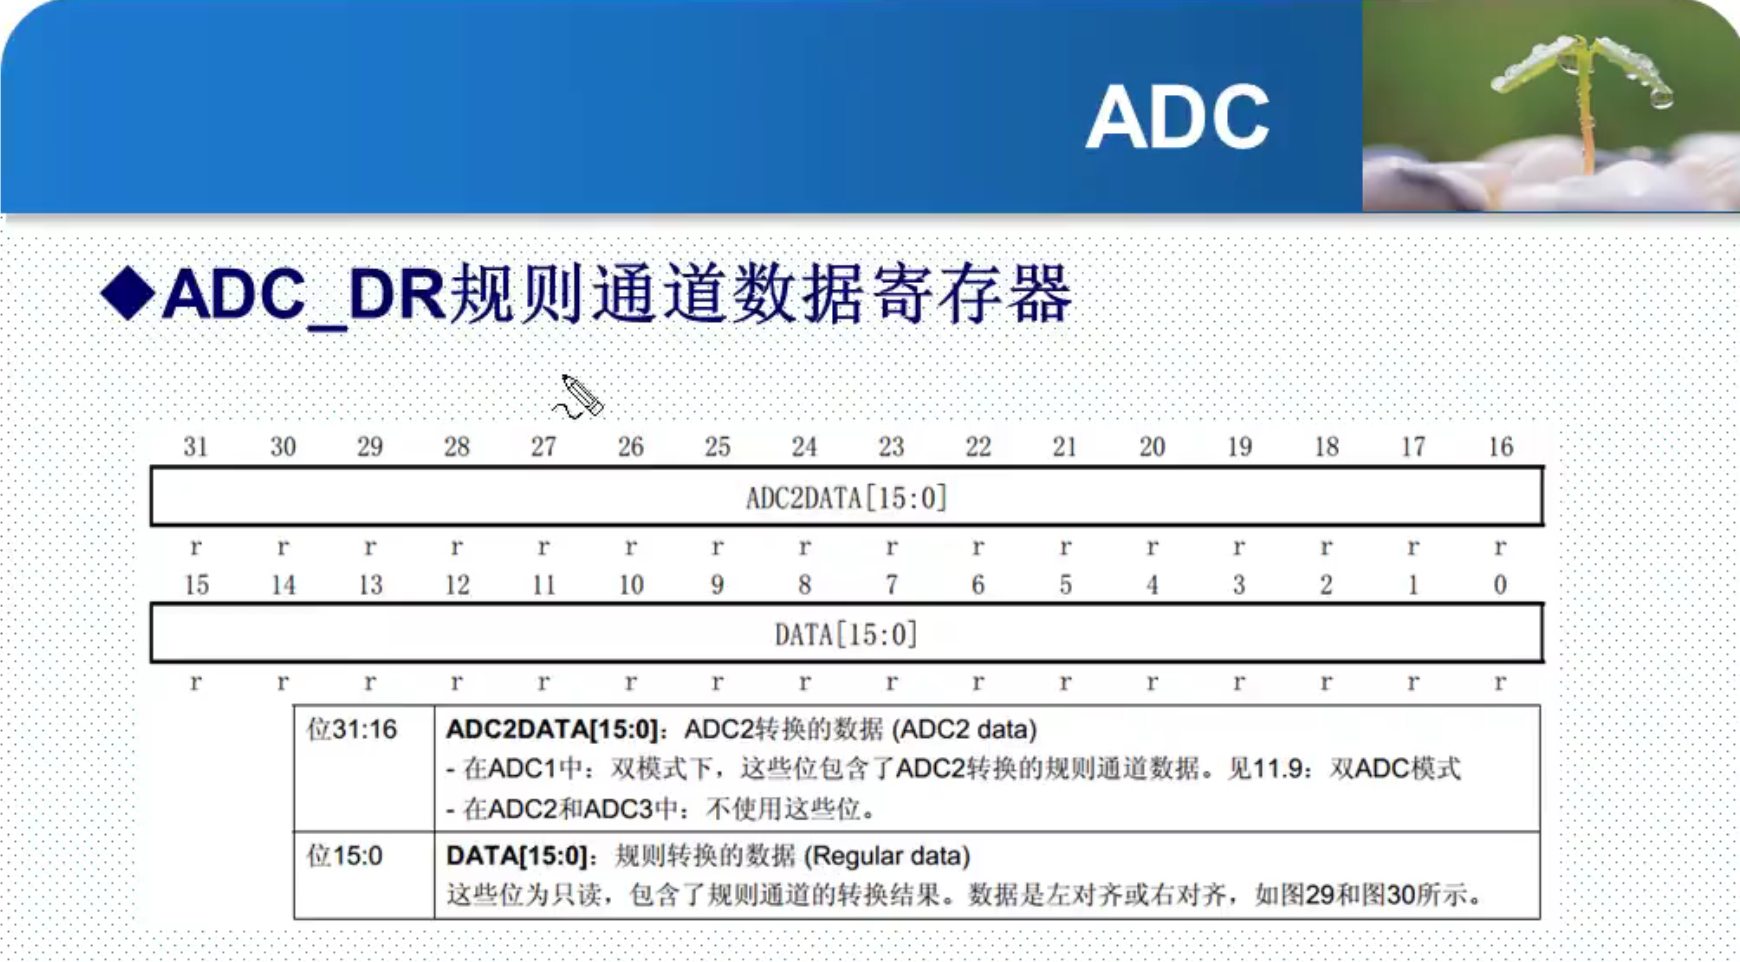 ADC
◆ADC_DR规则通道数据寄存器
31 30 29 28 27 26 25 24 23 22 21 20 19 18 17 16
ADC2DATA[15:0]
r r r r r r r r r r r r r r r r
15 14 13 12 11 10 9 8 7 6 5 4 3 2 1 0
DATA[15:0]
r r r r r r r r r r r r r r r r
位31:16
ADC2DATA[15:0]：ADC2转换的数据 (ADC2 data)
- 在ADC1中：双模式下，这些位包含了ADC2转换的规则通道数据。见11.9：双ADC模式
- 在ADC2和ADC3中：不使用这些位。
位15:0
DATA[15:0]：规则转换的数据 (Regular data)
这些位为只读，包含了规则通道的转换结果。数据是左对齐或右对齐，如图29和图30所示。